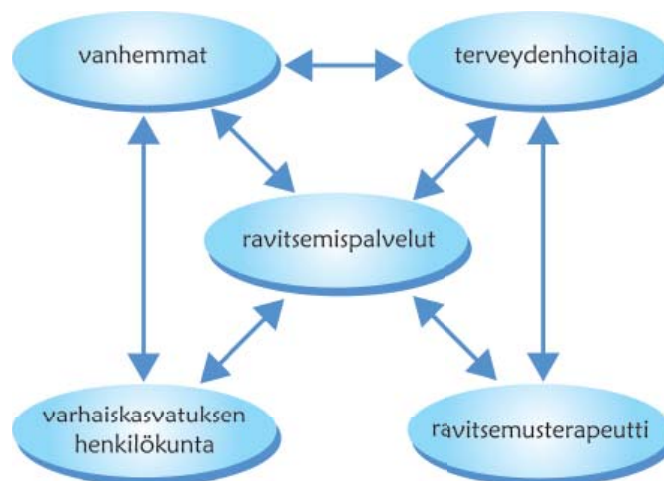 vanhemmat
terveydenhoitaja
ravitsemispalvelut
varhaiskasvatuksen
henkilökunta
ravitsemusterapeutti